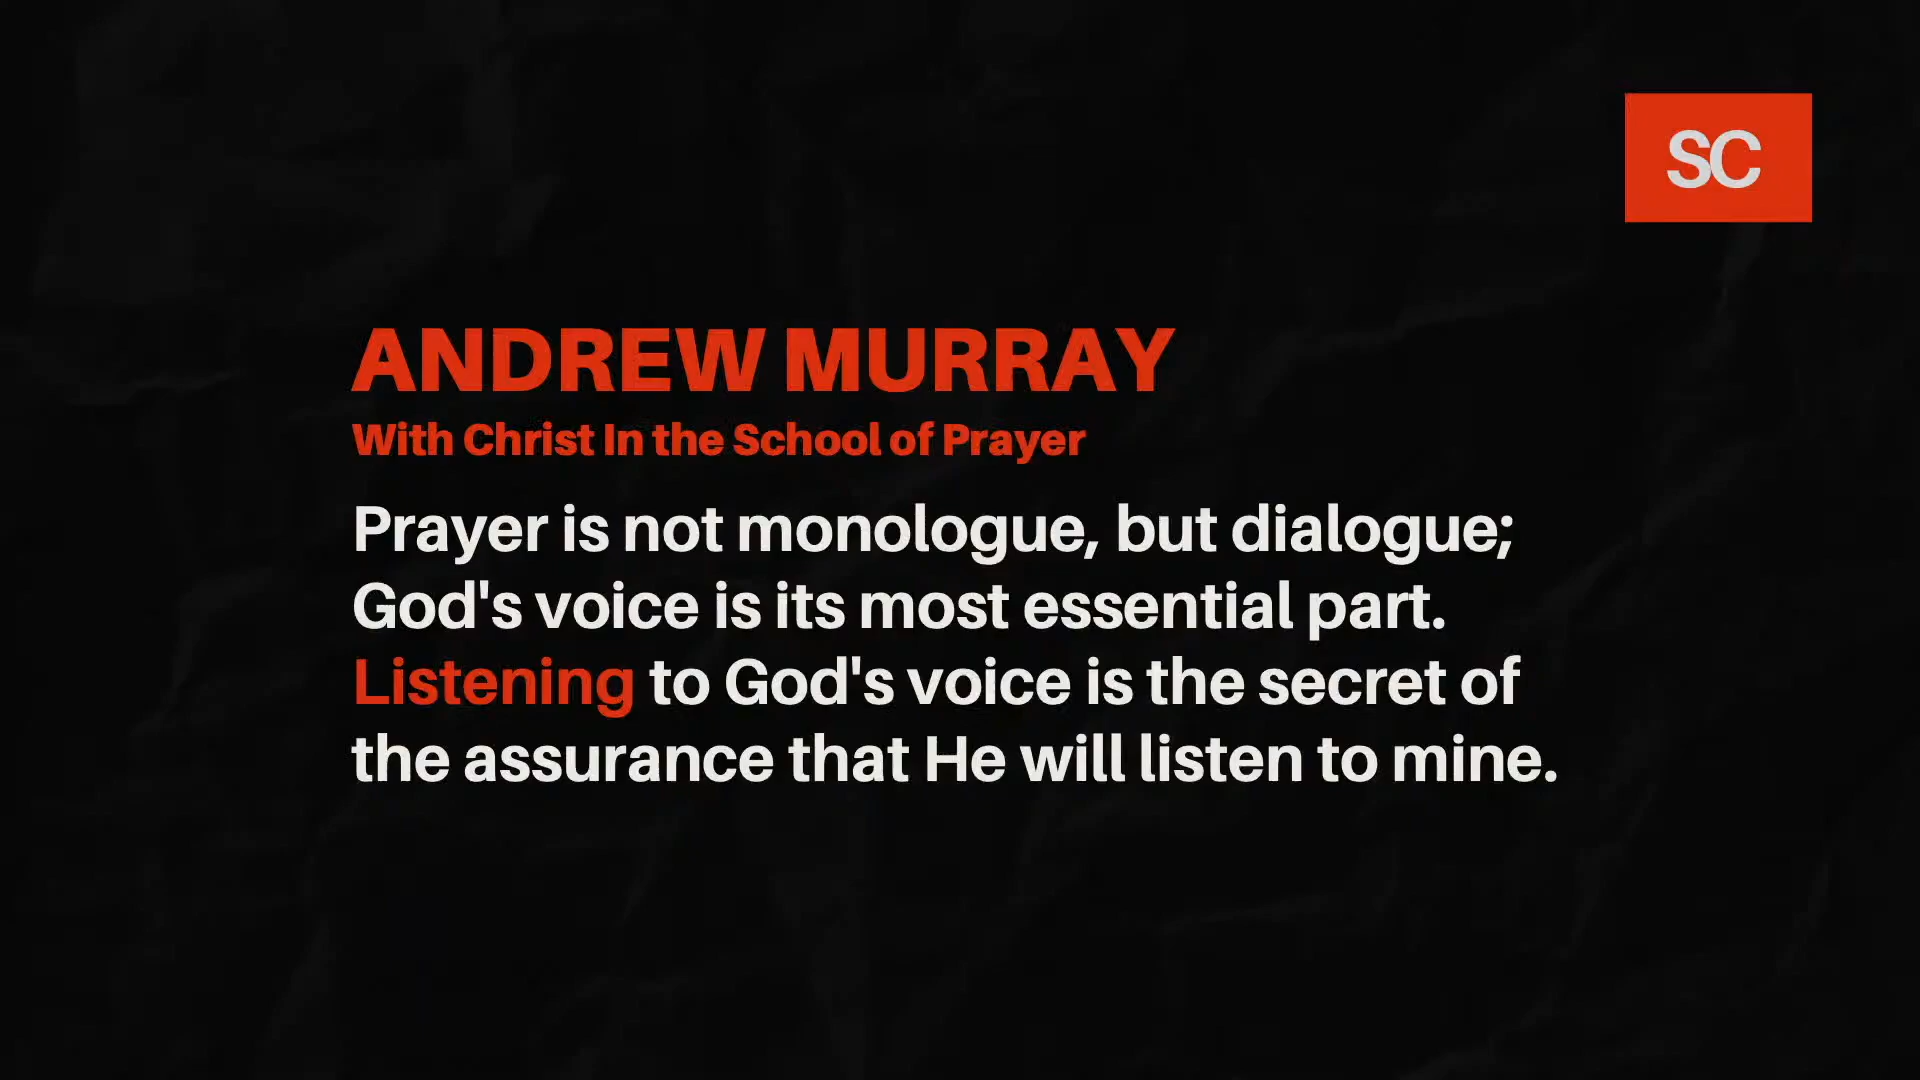 SC
ANDREW MURRAY
With Christ In the School of Prayer
Prayer is not monologue, but dialogue;
God's voice is its most essential part.
Listening to God's voice is the secret of
the assurance that He will listen to mine.